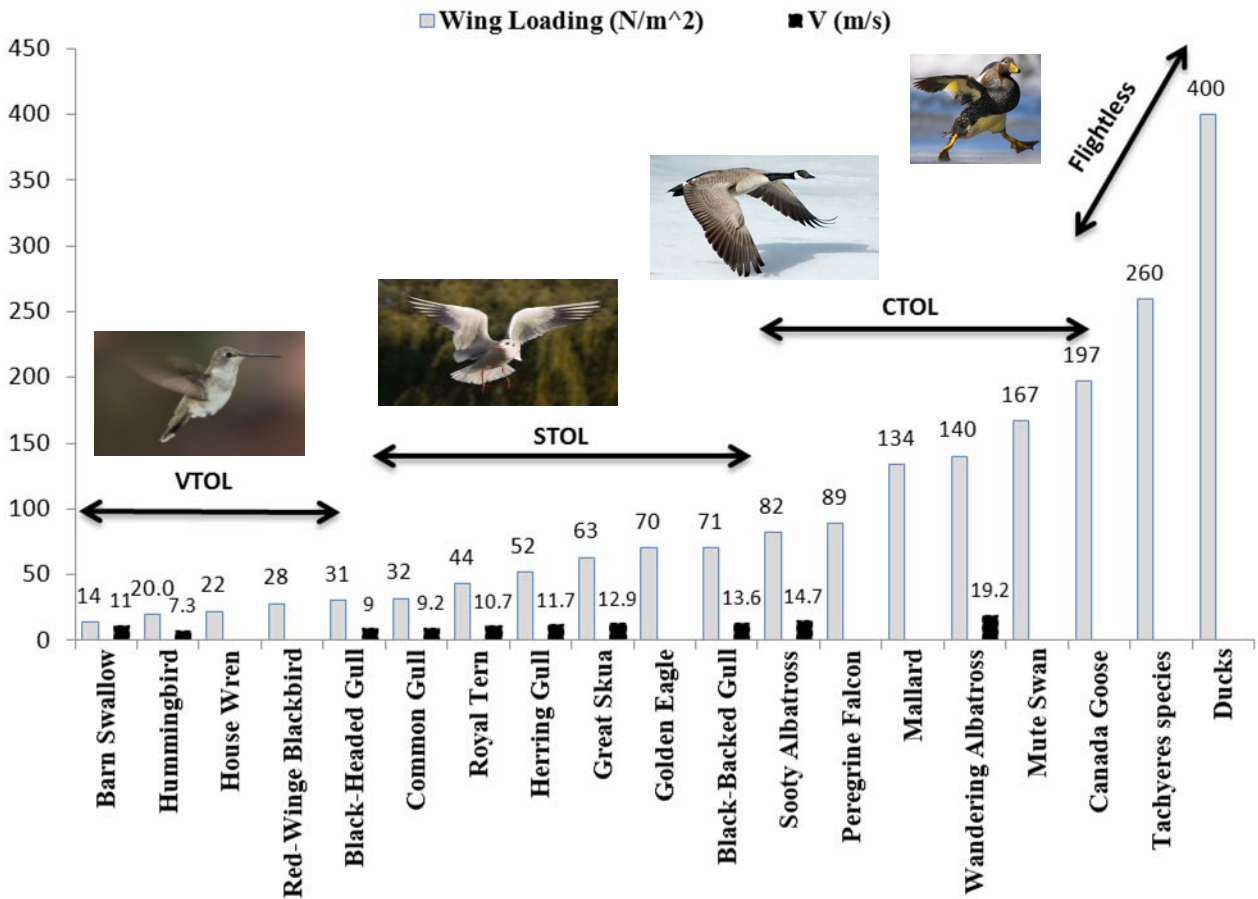 Wing Loading (N/m^2) V (m/s)
450
400
350
300
250
200
150
100
50
0
Flightless
CTOL
STOL
VTOL
14 11
20.0 7.3
22
28
31 9
32 9.2
44 10.7
52 11.7
63 12.9
70
71 13.6
82 14.7
89
134
140 19.2
167
197
260
400
Barn Swallow
Hummingbird
House Wren
Red-Winge Blackbird
Black-Headed Gull
Common Gull
Royal Tern
Herring Gull
Great Skua
Golden Eagle
Black-Backed Gull
Sooty Albatross
Peregrine Falcon
Mallard
Wandering Albatross
Mute Swan
Canada Goose
Tachyeres species
Ducks